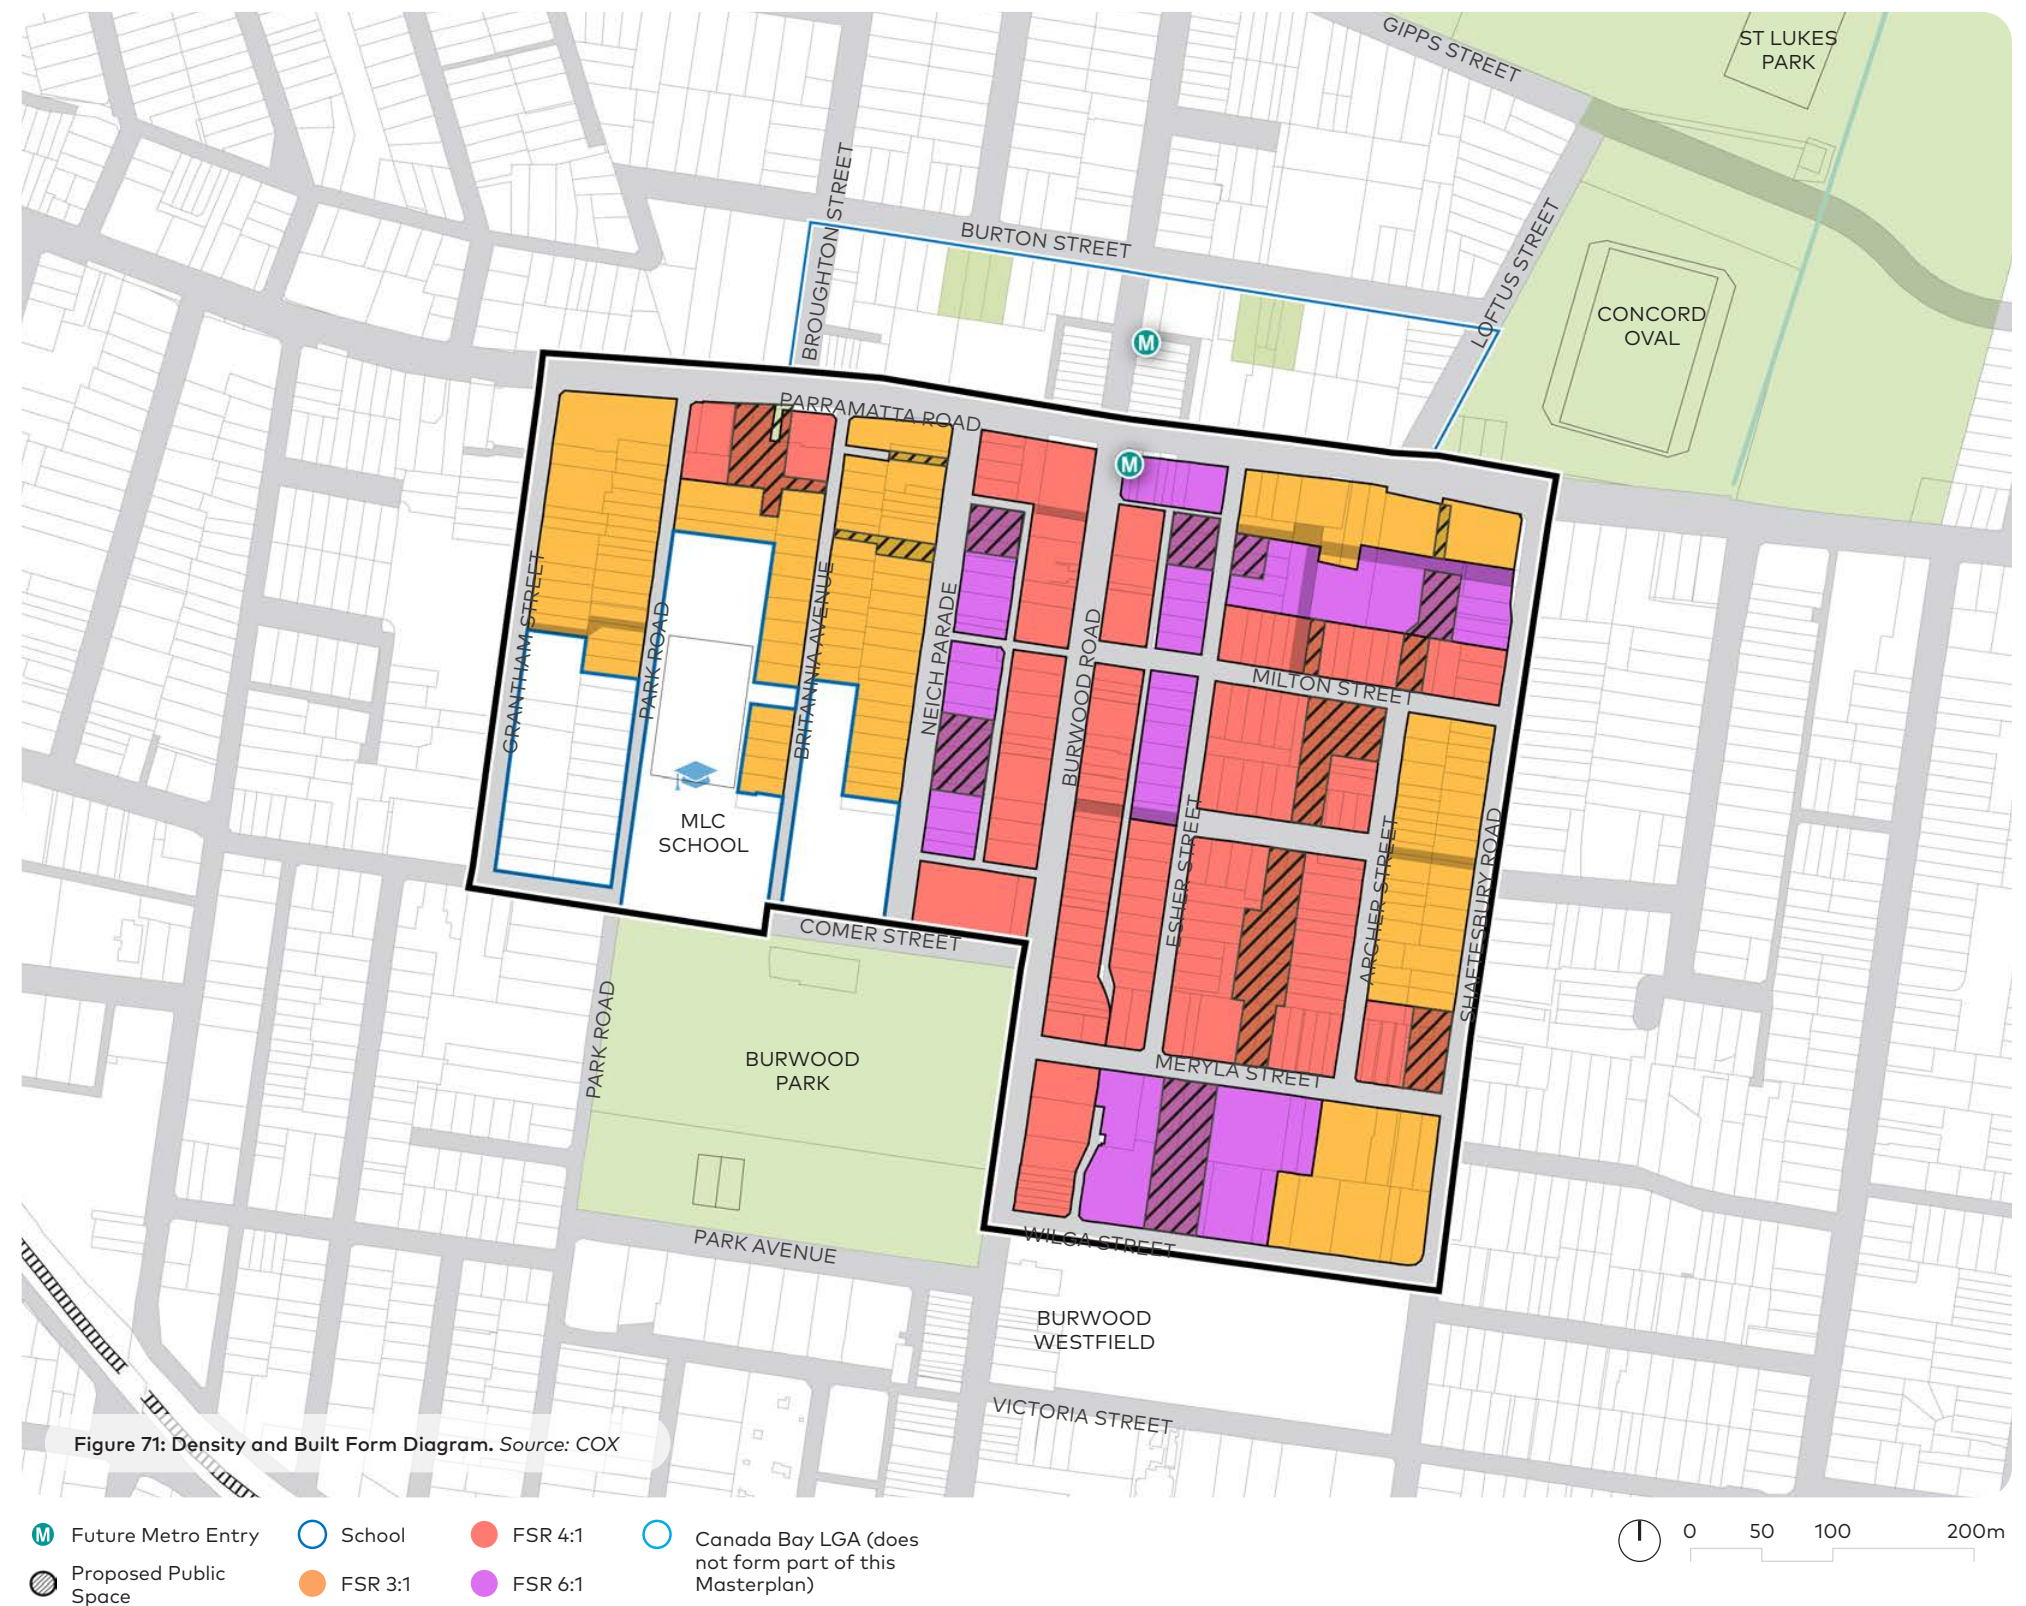 GIPPS STREET
ST LUKES
PARK
BROUGHTON STREET
BURTON STREET
LOFTUS STREET
CONCORD
OVAL
M
PARRAMATTA ROAD
M
GRANTHAM STREET
PARK ROAD
BRITANNIA AVENUE
NEICH PARADE
BURWOOD ROAD
MILTON STREET
MLC
SCHOOL
ESHER STREET
ARCHER STREET
SHAFTESBURY ROAD
COMER STREET
PARK ROAD
BURWOOD
PARK
MERYLA STREET
PARK AVENUE
WILGA STREET
BURWOOD
WESTFIELD
VICTORIA STREET
Figure 71: Density and Built Form Diagram. Source: COX
M Future Metro Entry
School
FSR 4:1
Canada Bay LGA (does
not form part of this
Masterplan)
Proposed Public
Space
FSR 3:1
FSR 6:1
0 50 100 200m